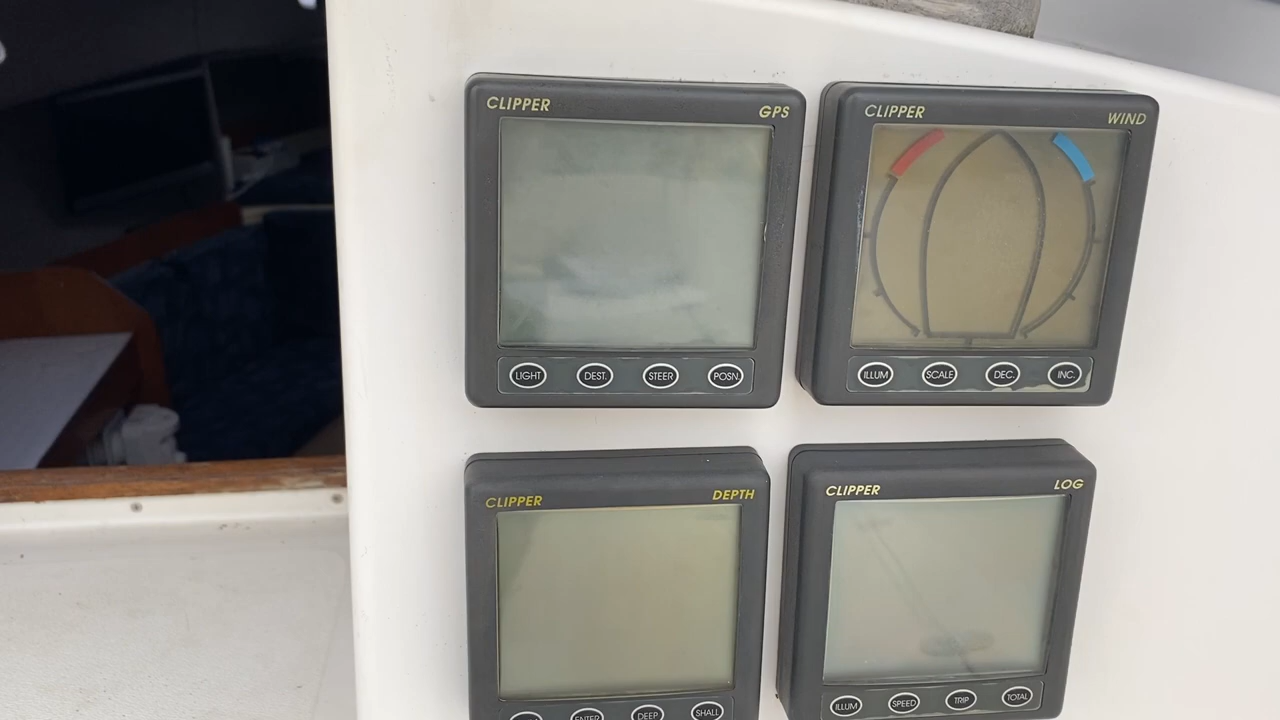 CLIPPER GPS
LIGHT DEST. STEER POSN.
CLIPPER WIND
ILLUM SCALE DEC. INC.
CLIPPER DEPTH
ENTER DEEP SHALL
CLIPPER LOG
ILLUM SPEED TRIP TOTAL